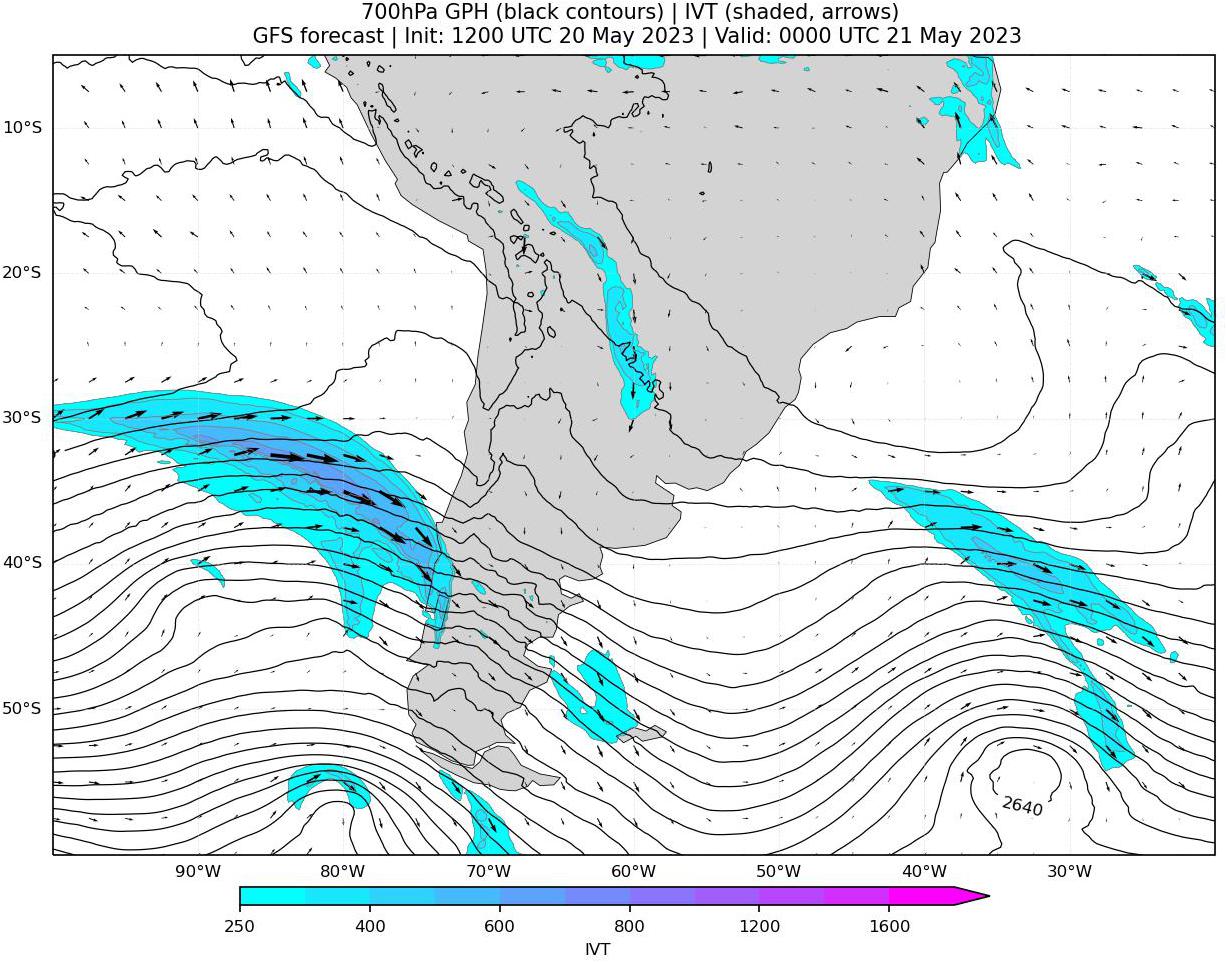 700hPa GPH (black contours) | IVT (shaded, arrows)
GFS forecast | Init: 1200 UTC 20 May 2023 | Valid: 0000 UTC 21 May 2023
10°S
20°S
30°S
40°S
50°S
2640
90°W 80°W 70°W 60°W 50°W 40°W 30°W
250 400 600 800 1200 1600
IVT